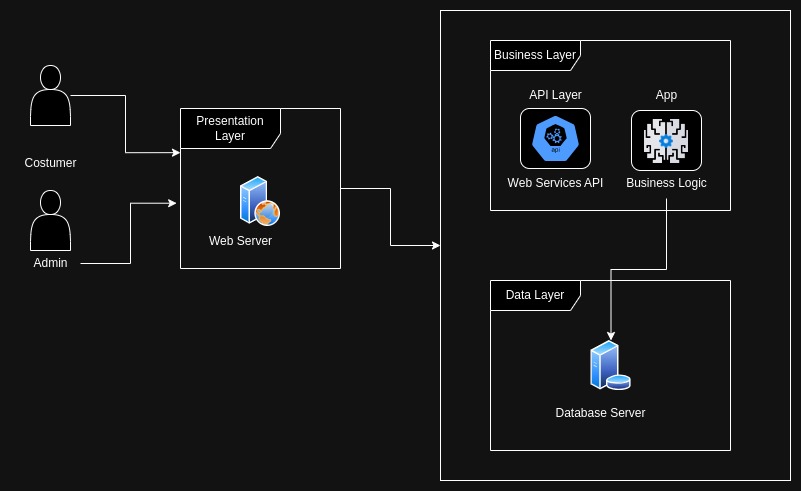 Costumer
Admin
Presentation
Layer
Web Server
Business Layer
API Layer
App
api
Web Services API
Business Logic
Data Layer
Database Server